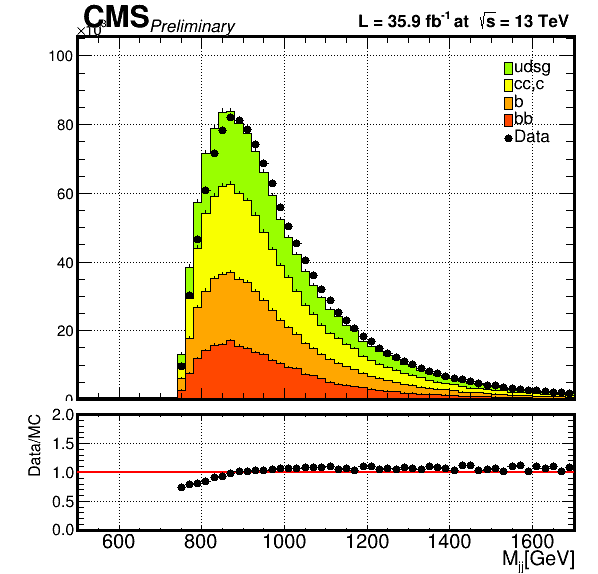 CMS Preliminary L = 35.9 fb⁻¹ at √s = 13 TeV
100
80
60
40
20
0
udsg
cc,c
b
bb
Data
Data/MC
2.0
1.5
1.0
0.5
0.0
600 800 1000 1200 1400 1600
Mjj[GeV]